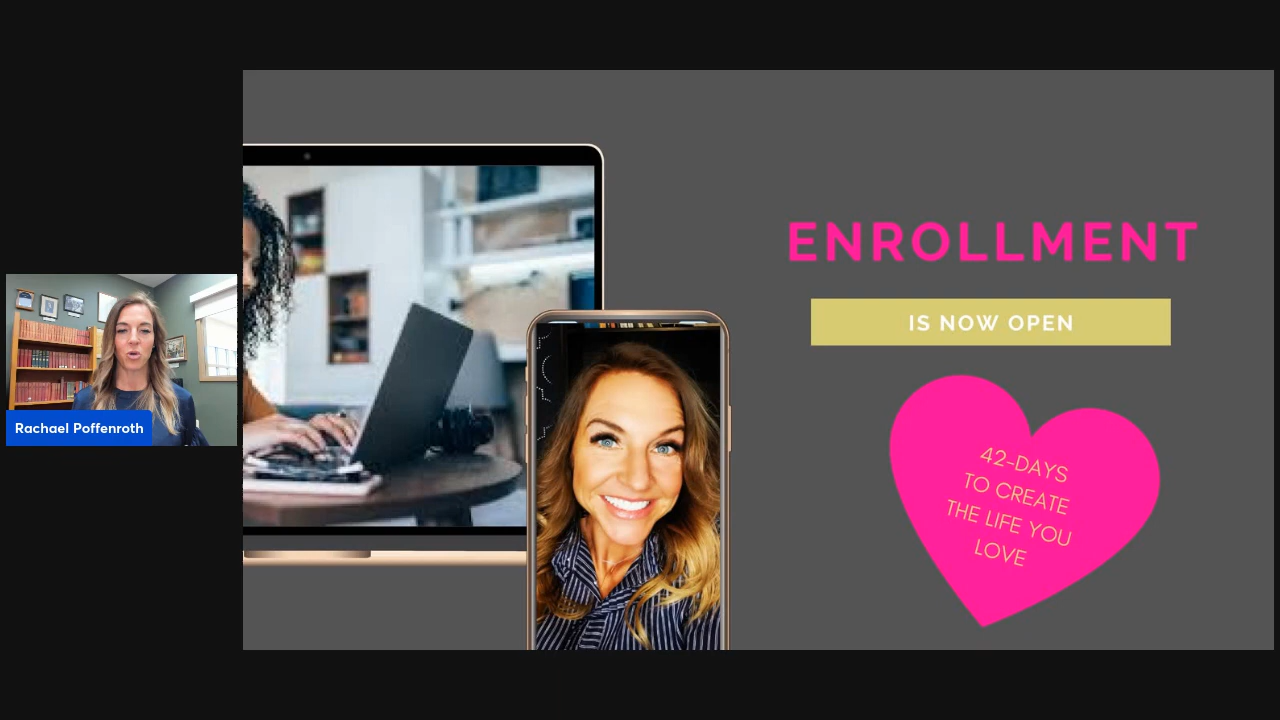 Rachael Poffenroth
ENROLLMENT
IS NOW OPEN
42-DAYS
TO CREATE
THE LIFE YOU
LOVE